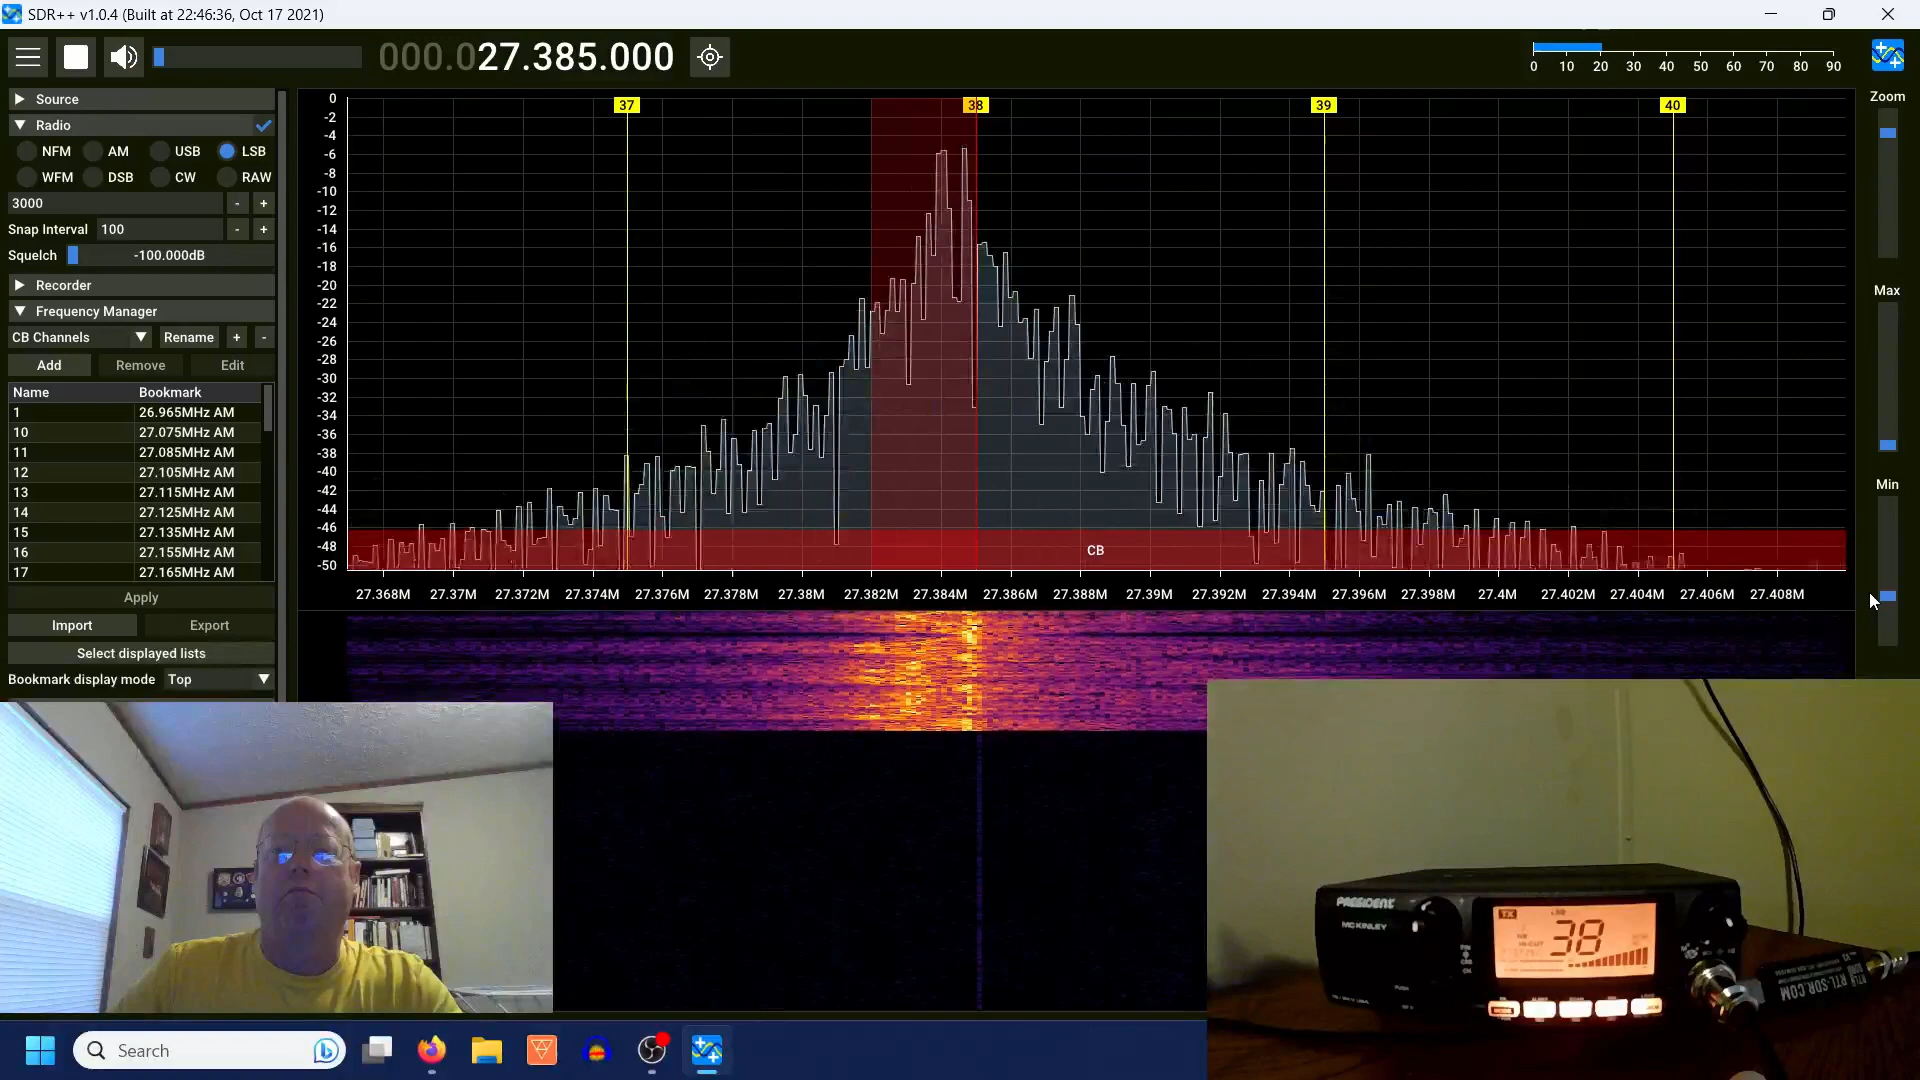 SDR++ v1.0.4 (Built at 22:46:36, Oct 17 2021)
000.027.385.000
0 10 20 30 40 50 60 70 80 90
Source
Radio
NFM AM USB LSB
WFM DSB CW RAW
3000 - +
Snap Interval 100 - +
Squelch -100.000dB
Recorder
Frequency Manager
CB Channels Rename + -
Add Remove Edit
Name Bookmark
1 26.965MHz AM
10 27.075MHz AM
11 27.085MHz AM
12 27.105MHz AM
13 27.115MHz AM
14 27.125MHz AM
15 27.135MHz AM
16 27.155MHz AM
17 27.165MHz AM
Apply
Import Export
Select displayed lists
Bookmark display mode Top
37 38 39 40
0
-2
-4
-6
-8
-10
-12
-14
-16
-18
-20
-22
-24
-26
-28
-30
-32
-34
-36
-38
-40
-42
-44
-46
-48
-50
CB
27.368M 27.37M 27.372M 27.374M 27.376M 27.378M 27.38M 27.382M 27.384M 27.386M 27.388M 27.39M 27.392M 27.394M 27.396M 27.398M 27.4M 27.402M 27.404M 27.406M 27.408M
Zoom
Max
Min
PRESIDENT
MC KINLEY
TX
LSB
HI-CUT
38
RTL-SDR.COM
Search